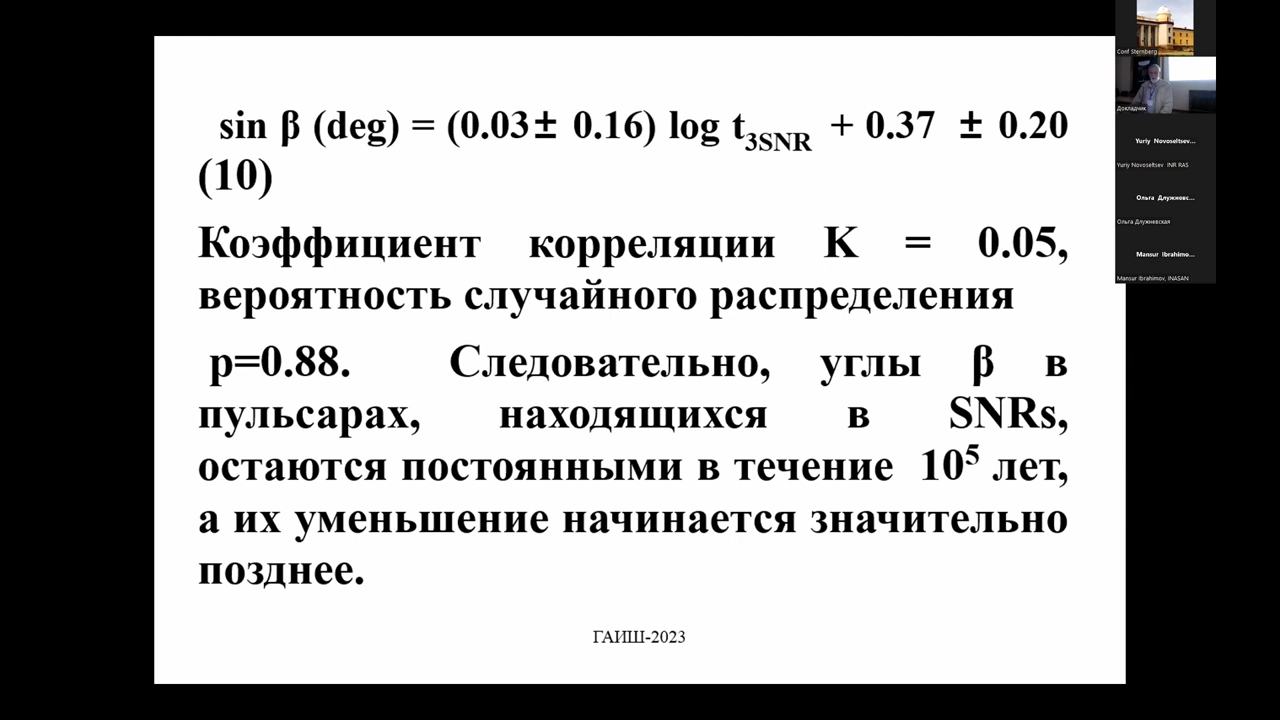 sin β (deg) = (0.03± 0.16) log t₃SNR + 0.37 ± 0.20
(10)
Коэффициент корреляции K = 0.05,
вероятность случайного распределения
p=0.88. Следовательно, углы β в
пульсарах, находящихся в SNRs,
остаются постоянными в течение 10⁵ лет,
а их уменьшение начинается значительно
позднее.
ГАИШ-2023
Conf Sternberg
Докладчик
Yuriy Novoseltsev...
Yuriy Novoseltsev INR RAS
Ольга Длужневс...
Ольга Длужневская
Mansur Ibrahimo...
Mansur Ibrahimov, INASAN